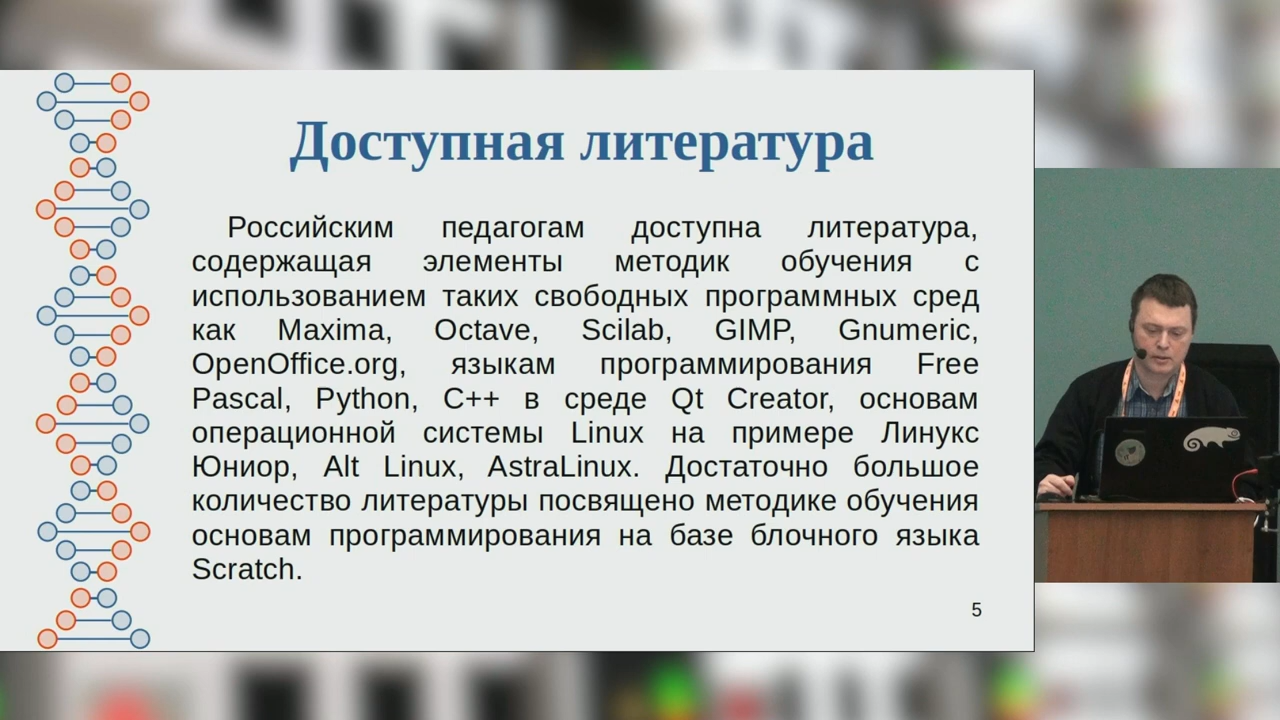 Доступная литература
Российским педагогам доступна литература,
содержащая элементы методик обучения с
использованием таких свободных программных сред
как Maxima, Octave, Scilab, GIMP, Gnumeric,
OpenOffice.org, языкам программирования Free
Pascal, Python, C++ в среде Qt Creator, основам
операционной системы Linux на примере Линукс
Юниор, Alt Linux, AstraLinux. Достаточно большое
количество литературы посвящено методике обучения
основам программирования на базе блочного языка
Scratch.
5